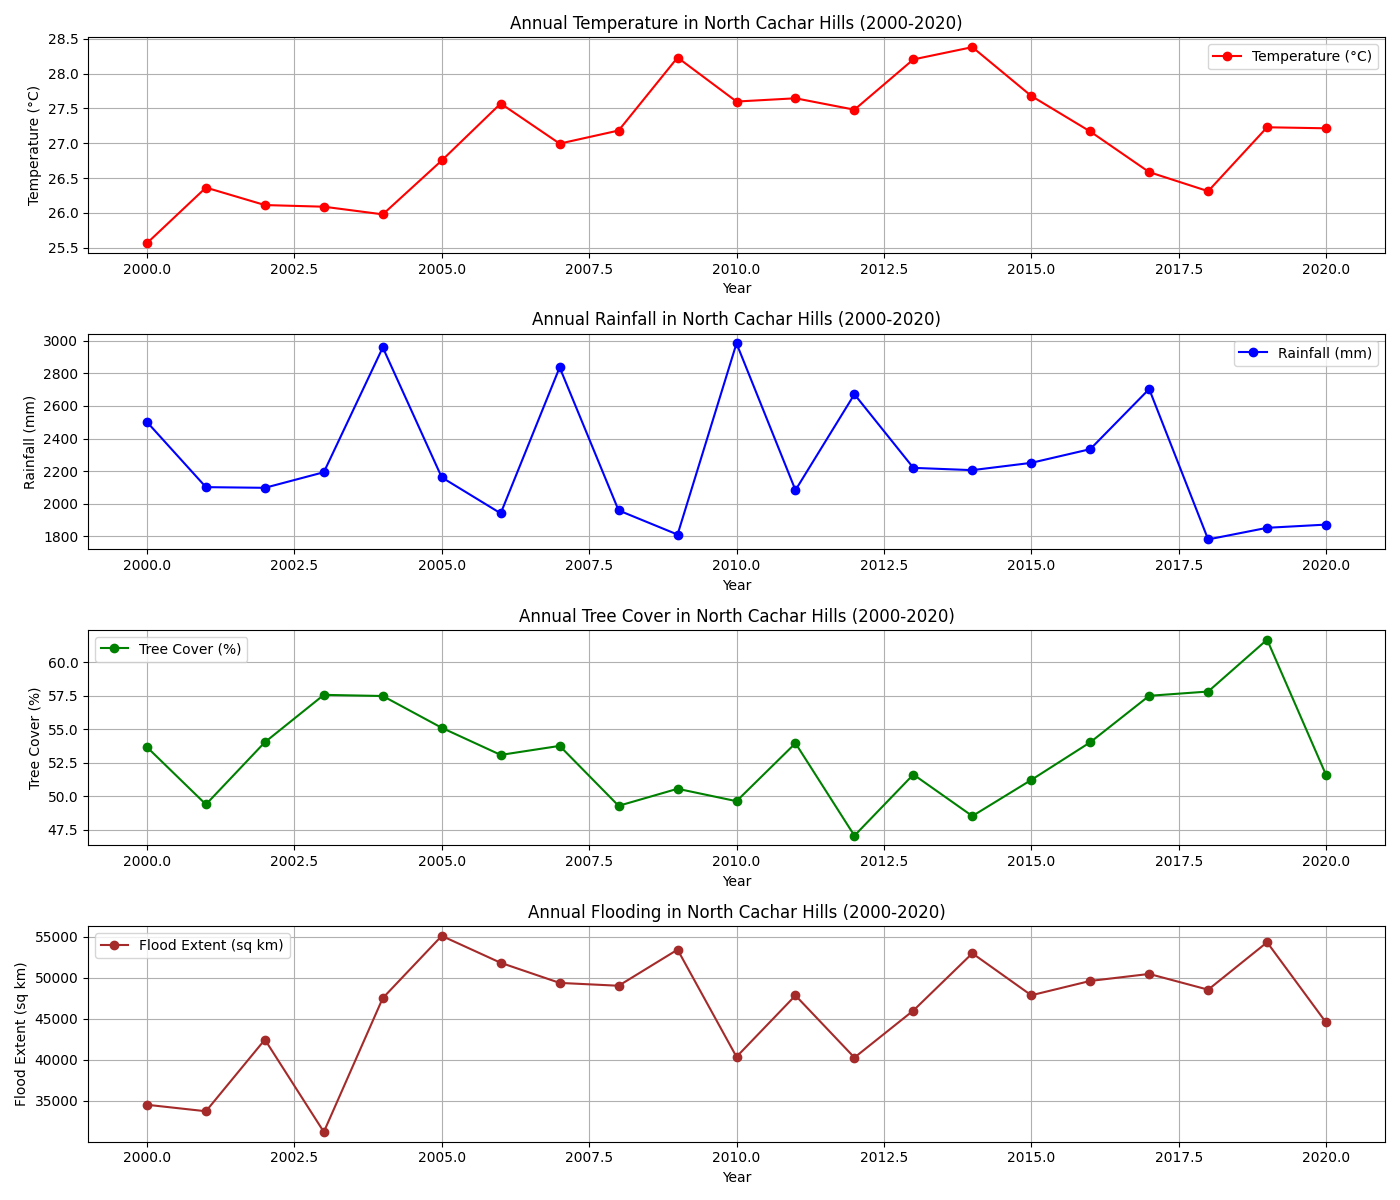 Annual Temperature in North Cachar Hills (2000-2020)
Temperature (°C)
28.5
28.0
27.5
27.0
26.5
26.0
25.5
Temperature (°C)
2000.0 2002.5 2005.0 2007.5 2010.0 2012.5 2015.0 2017.5 2020.0
Year
Annual Rainfall in North Cachar Hills (2000-2020)
Rainfall (mm)
3000
2800
2600
2400
2200
2000
1800
Rainfall (mm)
2000.0 2002.5 2005.0 2007.5 2010.0 2012.5 2015.0 2017.5 2020.0
Year
Annual Tree Cover in North Cachar Hills (2000-2020)
Tree Cover (%)
60.0
57.5
55.0
52.5
50.0
47.5
Tree Cover (%)
2000.0 2002.5 2005.0 2007.5 2010.0 2012.5 2015.0 2017.5 2020.0
Year
Annual Flooding in North Cachar Hills (2000-2020)
Flood Extent (sq km)
55000
50000
45000
40000
35000
Flood Extent (sq km)
2000.0 2002.5 2005.0 2007.5 2010.0 2012.5 2015.0 2017.5 2020.0
Year